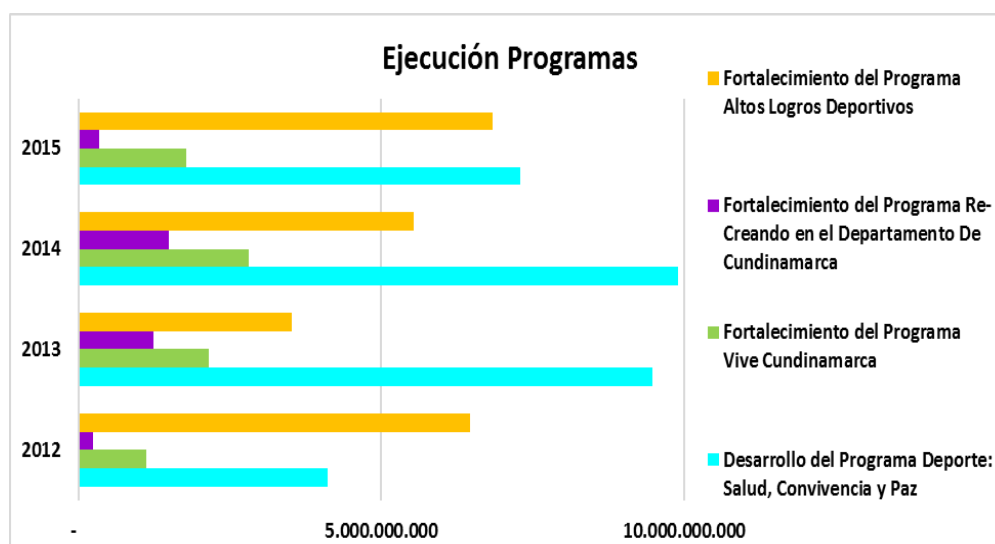 Ejecución Programas
2015
2014
2013
2012
-
5.000.000.000
10.000.000.000
Fortalecimiento del Programa
Altos Logros Deportivos
Fortalecimiento del Programa Re-
Creando en el Departamento De
Cundinamarca
Fortalecimiento del Programa
Vive Cundinamarca
Desarrollo del Programa Deporte:
Salud, Convivencia y Paz